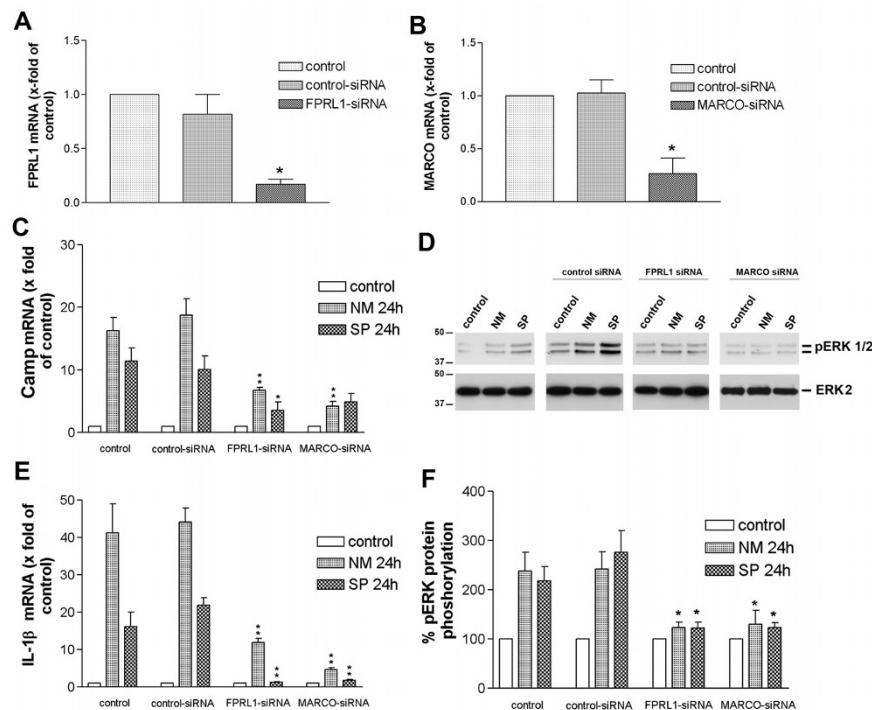 A
FPRL1 mRNA (x-fold of
control)
1.5
1.0
0.5
0.0
control
control-siRNA
FPRL1-siRNA
*
B
MARCO mRNA (x-fold of
control)
1.5
1.0
0.5
0.0
control
control-siRNA
MARCO-siRNA
*
C
Camp mRNA (x fold
of control)
30
20
10
0
control
NM 24h
SP 24h
** * **
control control-siRNA FPRL1-siRNA MARCO-siRNA
D
control siRNA FPRL1 siRNA MARCO siRNA
control NM SP control NM SP control NM SP control NM SP
50
37
pERK 1/2
50
37
ERK2
E
IL-1β mRNA (x fold of
control)
50
40
30
20
10
0
control
NM 24h
SP 24h
** ** ** **
control control-siRNA FPRL1-siRNA MARCO-siRNA
F
% pERK protein
phoshorylation
400
300
200
100
0
control
NM 24h
SP 24h
* * * *
control control-siRNA FPRL1-siRNA MARCO-siRNA